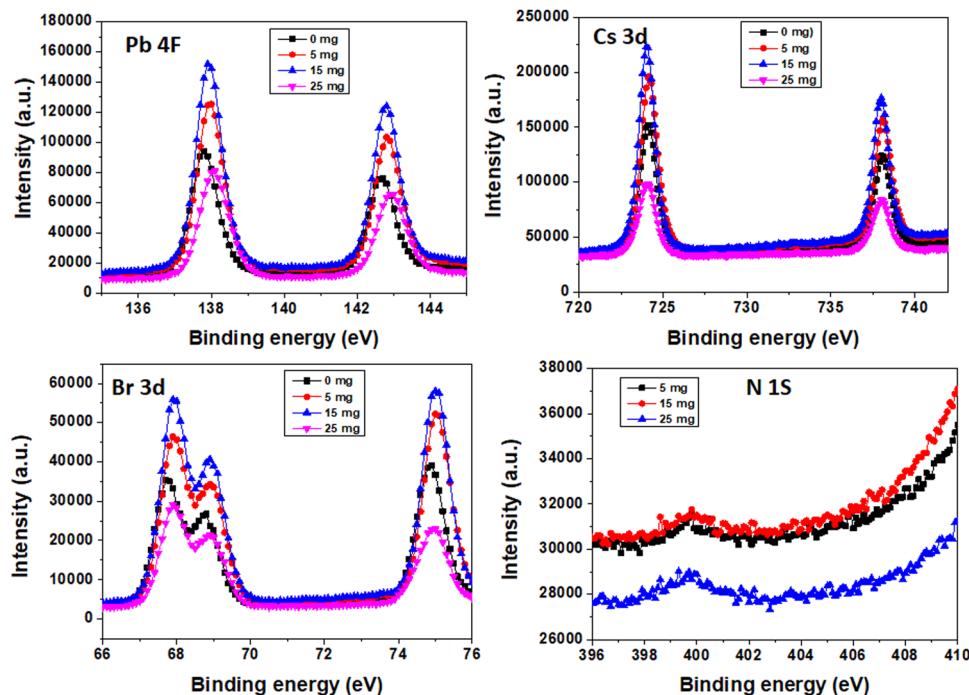 Pb 4F
0 mg
5 mg
15 mg
25 mg
Intensity (a.u.)
180000
160000
140000
120000
100000
80000
60000
40000
20000
0
136 138 140 142 144
Binding energy (eV)
Cs 3d
0 mg)
5 mg
15 mg
25 mg
Intensity (a.u.)
250000
200000
150000
100000
50000
0
720 725 730 735 740
Binding energy (eV)
Br 3d
0 mg
5 mg
15 mg
25 mg
Intensity (a.u.)
60000
50000
40000
30000
20000
10000
0
66 68 70 72 74 76
Binding energy (eV)
N 1S
5 mg
15 mg
25 mg
Intensity (a.u.)
38000
36000
34000
32000
30000
28000
26000
396 398 400 402 404 406 408 410
Binding energy (eV)